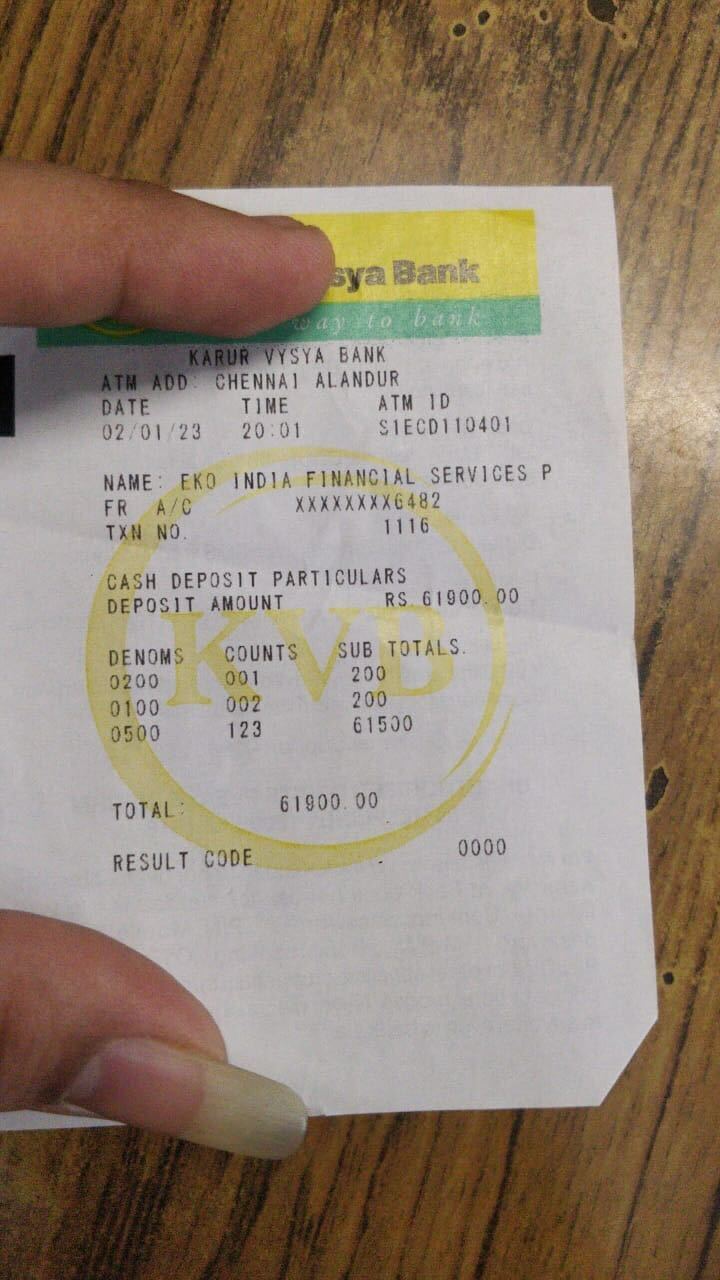 sya Bank
way to bank
KARUR VYSYA BANK
ATM ADD: CHENNAI ALANDUR
DATE TIME ATM ID
02/01/23 20:01 S1ECD110401
NAME: EKO INDIA FINANCIAL SERVICES P
FR A/C XXXXXXXX6482
TXN NO. 1116
CASH DEPOSIT PARTICULARS
DEPOSIT AMOUNT RS.61900.00
KVB
DENOMS COUNTS SUB TOTALS.
0200 001 200
0100 002 200
0500 123 61500
TOTAL: 61900.00
RESULT CODE 0000